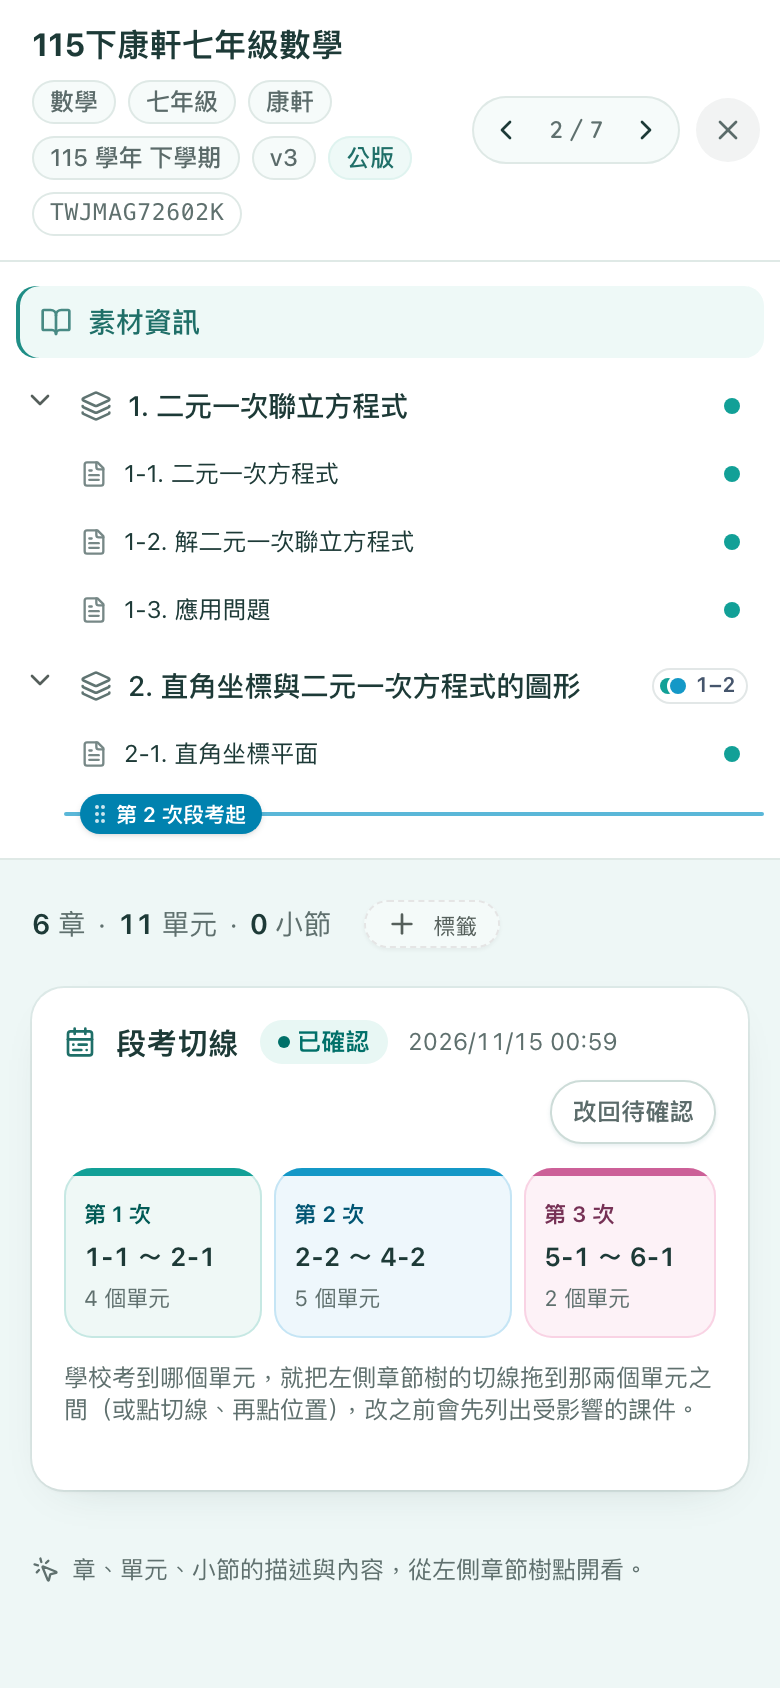 115下康軒七年級數學
數學 七年級 康軒
115 學年 下學期 v3 公版
TWJMAG72602K
2 / 7
素材資訊
1. 二元一次聯立方程式
1-1. 二元一次方程式
1-2. 解二元一次聯立方程式
1-3. 應用問題
2. 直角坐標與二元一次方程式的圖形 1–2
2-1. 直角坐標平面
第 2 次段考起
6 章 · 11 單元 · 0 小節 + 標籤
段考切線 已確認 2026/11/15 00:59
改回待確認
第 1 次
1-1 ～ 2-1
4 個單元
第 2 次
2-2 ～ 4-2
5 個單元
第 3 次
5-1 ～ 6-1
2 個單元
學校考到哪個單元，就把左側章節樹的切線拖到那兩個單元之
間（或點切線、再點位置），改之前會先列出受影響的課件。
章、單元、小節的描述與內容，從左側章節樹點開看。